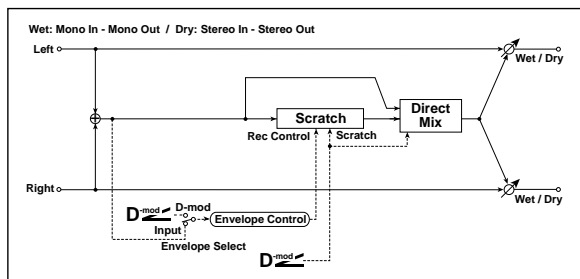 Wet: Mono In - Mono Out / Dry: Stereo In - Stereo Out
Left
Wet / Dry
Scratch
Direct
Mix
Rec Control
Scratch
Right
Wet / Dry
D-mod
D-mod
Envelope Control
Input
Envelope Select
D-mod